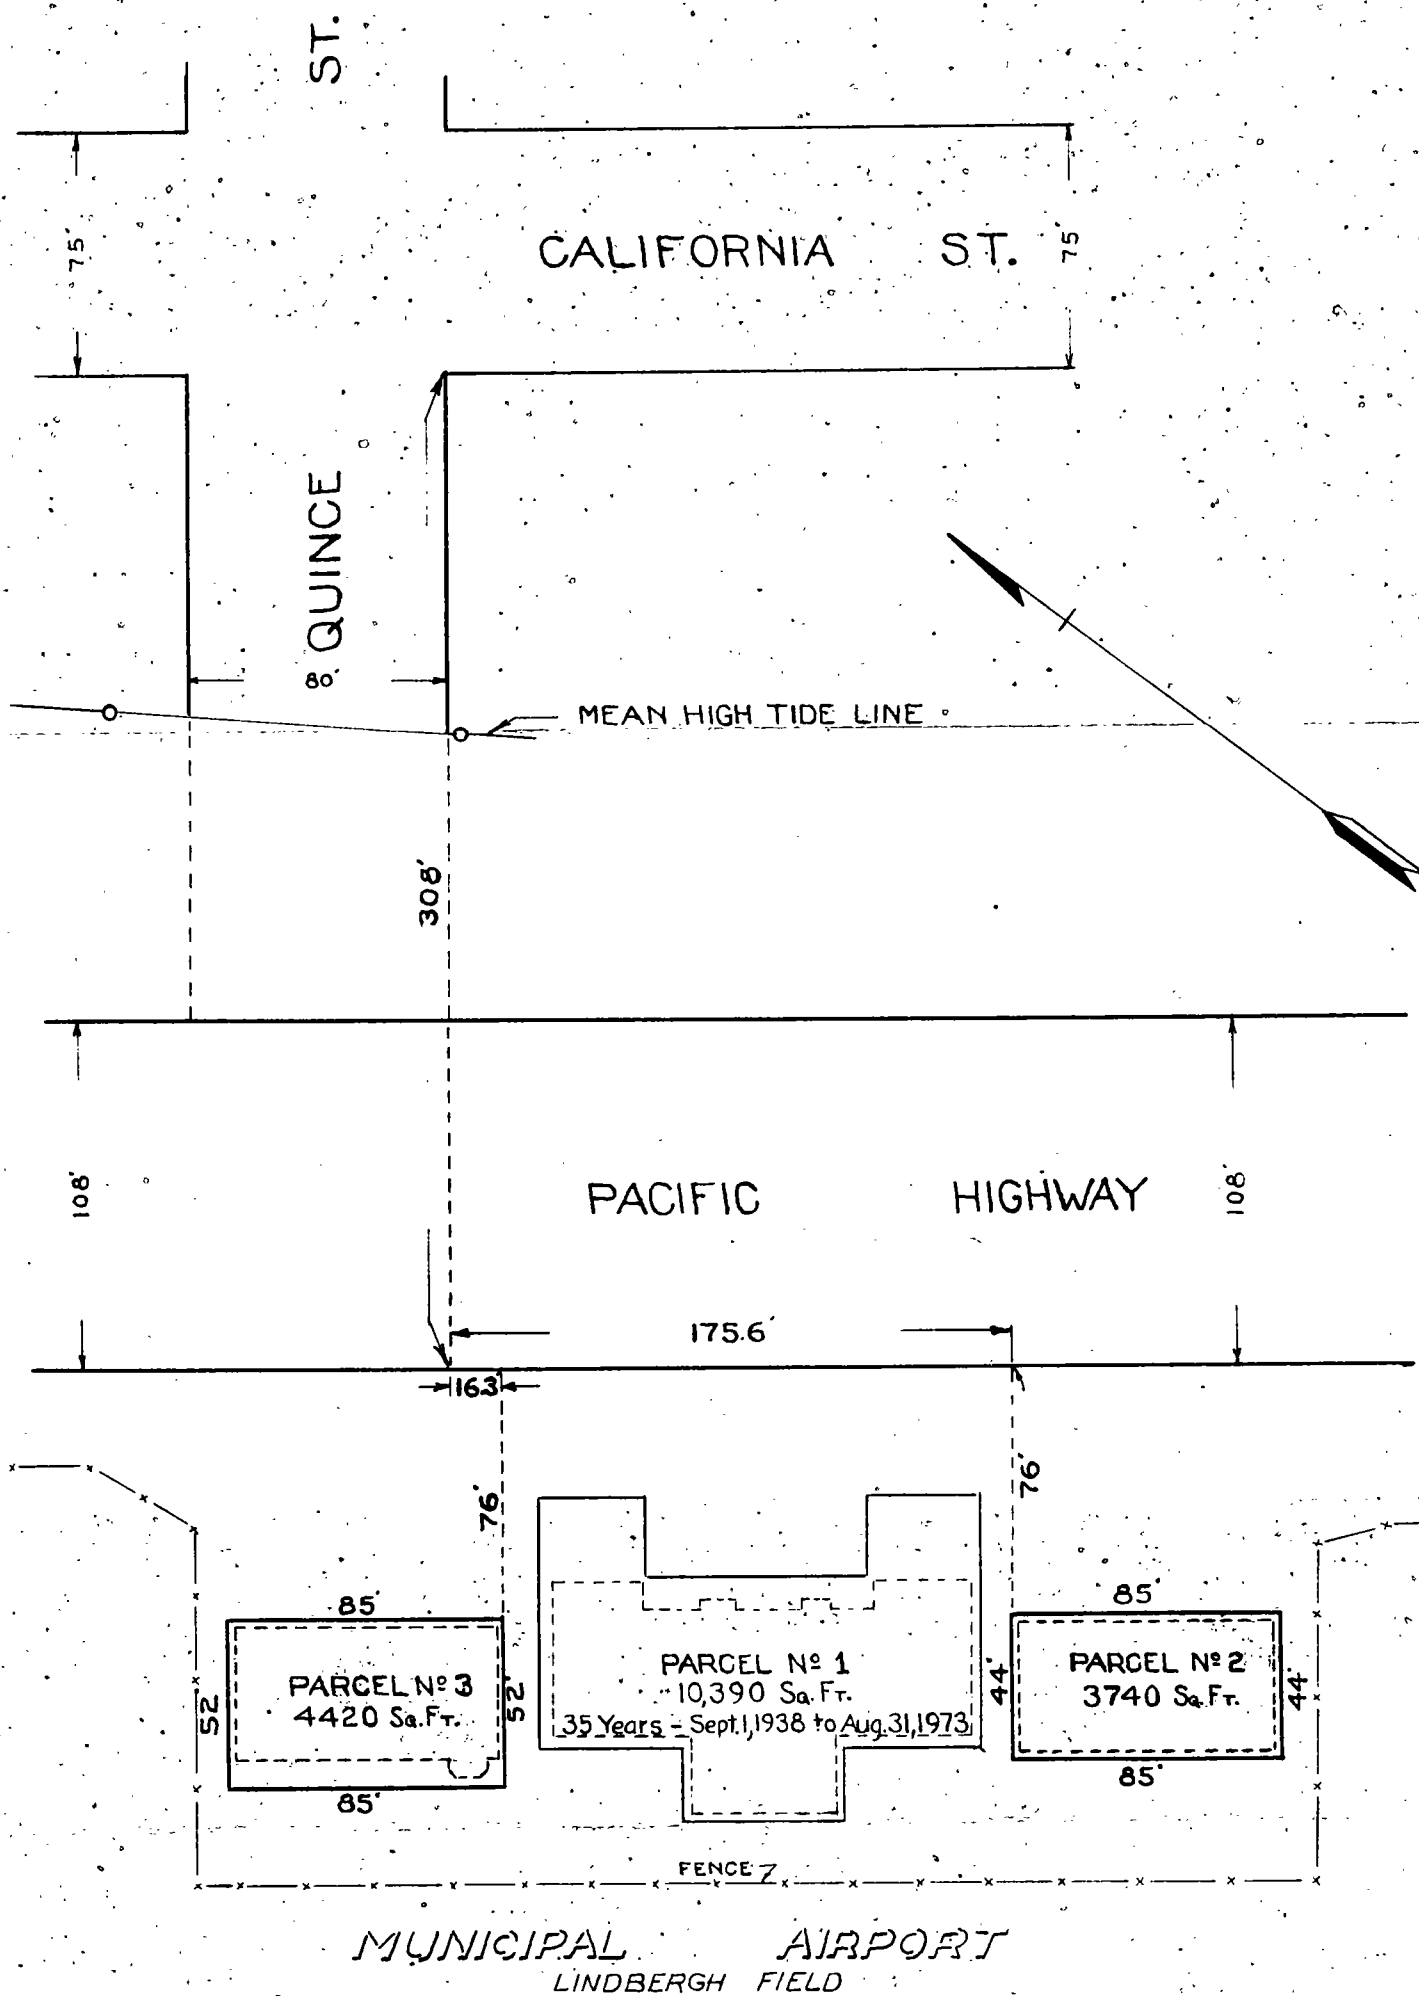 ST.
75'
CALIFORNIA ST.
75'
QUINCE
80'
MEAN HIGH TIDE LINE
308'
108'
PACIFIC HIGHWAY
108'
175.6'
16.3
76'
76'
85'
85'
PARCEL Nº 3
4420 Sq. Ft.
52
52'
85'
PARCEL Nº 1
10,390 Sq. Ft.
35 Years - Sept. 1, 1938 to Aug. 31, 1973
44'
PARCEL Nº 2
3740 Sq. Ft.
44'
85'
FENCE
MUNICIPAL AIRPORT
LINDBERGH FIELD